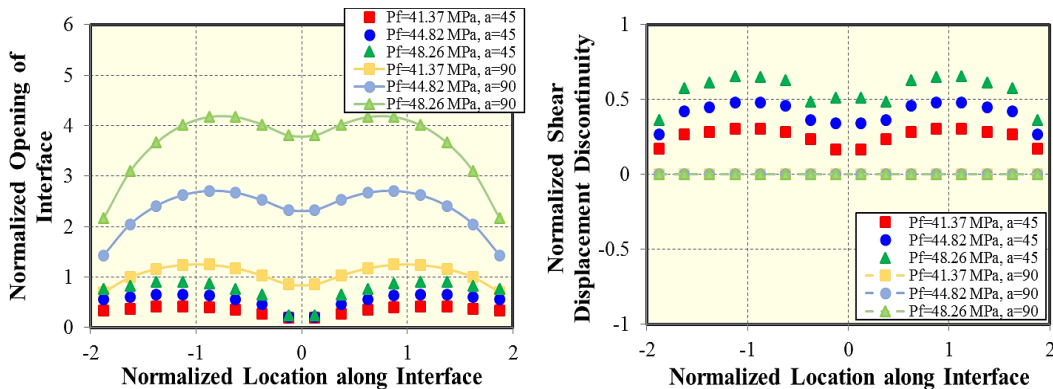 6
5
4
3
2
1
0
-2
-1
0
1
2
Normalized Opening of
Interface
Normalized Location along Interface
Pf=41.37 MPa, a=45
Pf=44.82 MPa, a=45
Pf=48.26 MPa, a=45
Pf=41.37 MPa, a=90
Pf=44.82 MPa, a=90
Pf=48.26 MPa, a=90
1
0.5
0
-0.5
-1
-2
-1
0
1
2
Normalized Shear
Displacement Discontinuity
Normalized Location along Interface
Pf=41.37 MPa, a=45
Pf=44.82 MPa, a=45
Pf=48.26 MPa, a=45
Pf=41.37 MPa, a=90
Pf=44.82 MPa, a=90
Pf=48.26 MPa, a=90